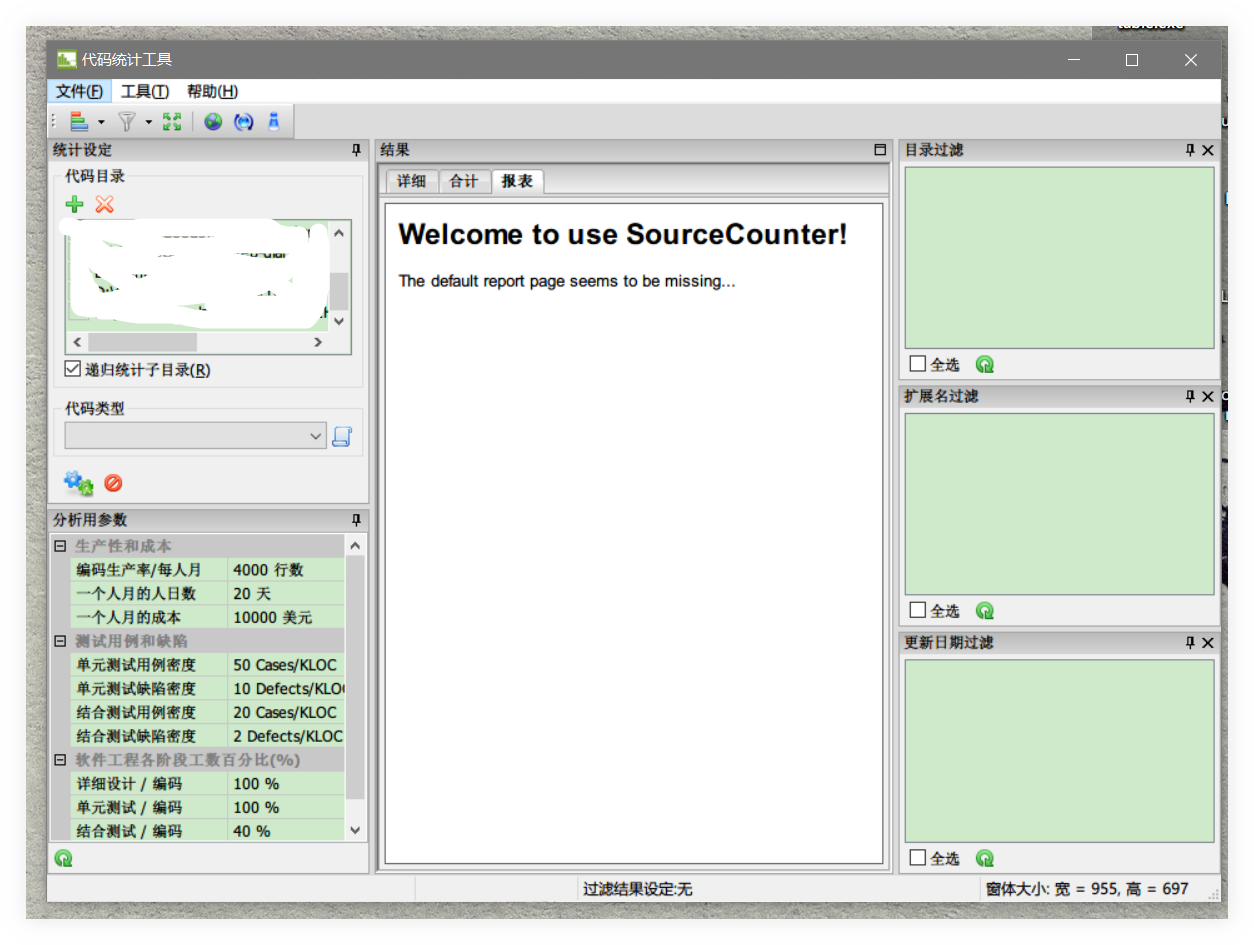 代码统计工具
文件(F) 工具(T) 帮助(H)
统计设定
代码目录
递归统计子目录(R)
代码类型
分析用参数
生产性和成本
编码生产率/每人月 4000 行数
一个人月的人日数 20 天
一个人月的成本 10000 美元
测试用例和缺陷
单元测试用例密度 50 Cases/KLOC
单元测试缺陷密度 10 Defects/KLO
结合测试用例密度 20 Cases/KLOC
结合测试缺陷密度 2 Defects/KLOC
软件工程各阶段工数百分比(%)
详细设计 / 编码 100 %
单元测试 / 编码 100 %
结合测试 / 编码 40 %
结果
详细 合计 报表
Welcome to use SourceCounter!
The default report page seems to be missing...
目录过滤
全选
扩展名过滤
全选
更新日期过滤
全选
过滤结果设定:无
窗体大小: 宽 = 955, 高 = 697